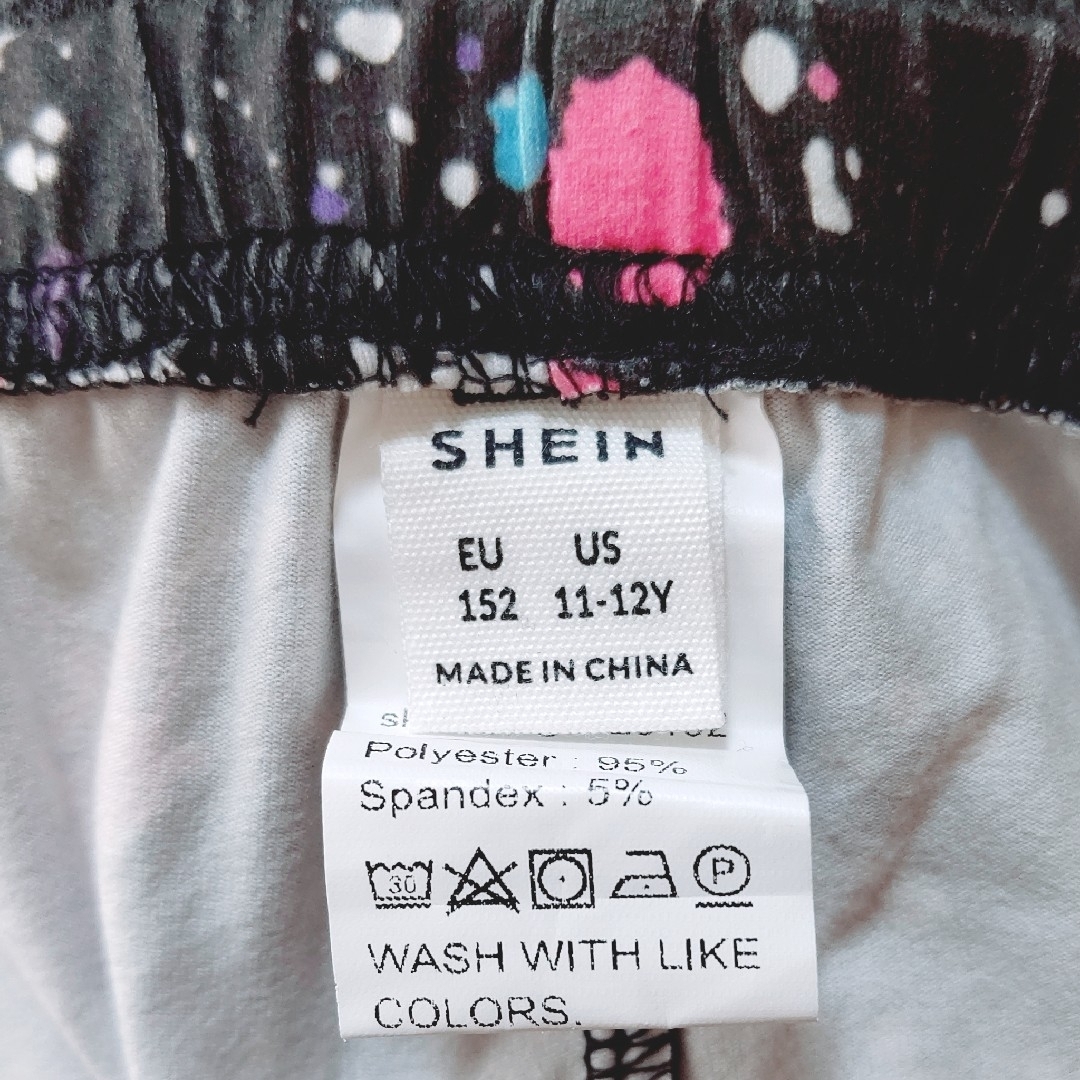 SHEIN
EU US
152 11-12Y
MADE IN CHINA
Polyester : 95%
Spandex : 5%
30 P
WASH WITH LIKE
COLORS.